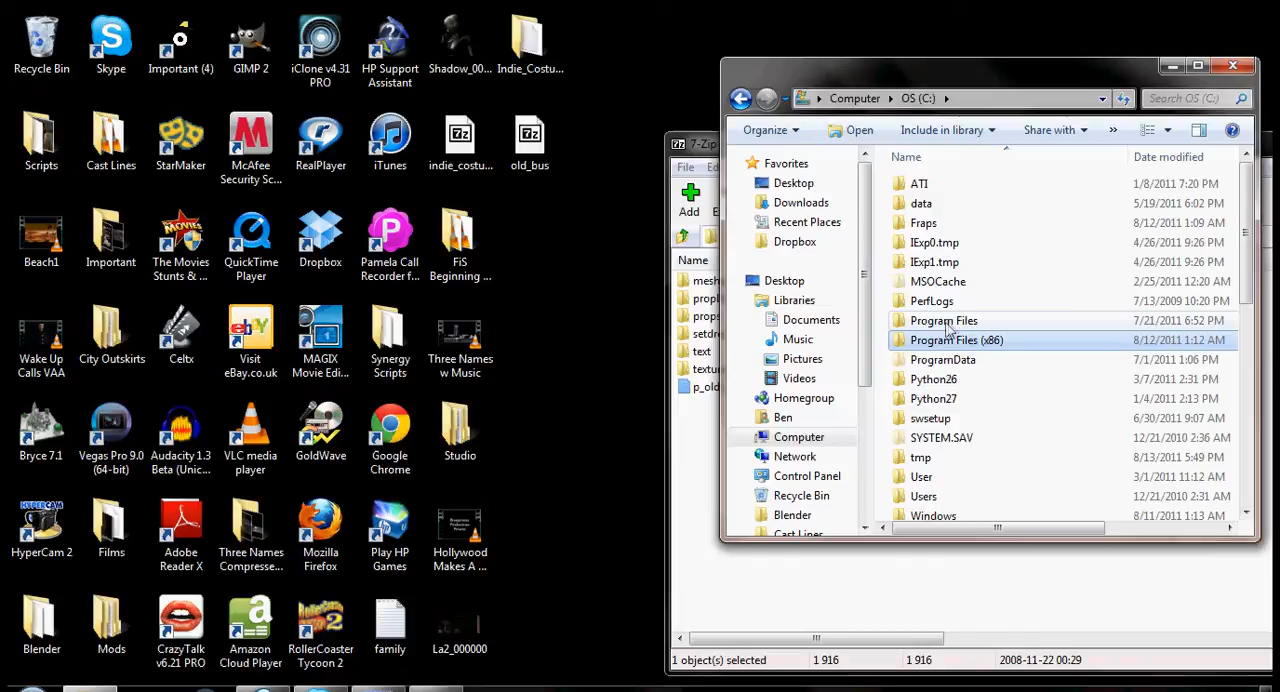 Recycle Bin
Skype
Important (4)
GIMP 2
iClone v4.31
PRO
HP Support
Assistant
Shadow_00...
Indie_Costu...
Scripts
Cast Lines
StarMaker
McAfee
Security Sc...
RealPlayer
iTunes
indie_costu...
old_bus
Beach1
Important
The Movies
Stunts & ...
QuickTime
Player
Dropbox
Pamela Call
Recorder f...
FiS
Beginning ...
Wake Up
Calls VAA
City Outskirts
Celtx
Visit
eBay.co.uk
MAGIX
Movie Edi...
Synergy
Scripts
Three Names
w Music
Bryce 7.1
Vegas Pro 9.0
(64-bit)
Audacity 1.3
Beta (Unic...
VLC media
player
GoldWave
Google
Chrome
Studio
HyperCam 2
Films
Adobe
Reader X
Three Names
Compresse...
Mozilla
Firefox
Play HP
Games
Hollywood
Makes A ...
Blender
Mods
CrazyTalk
v6.21 PRO
Amazon
Cloud Player
RollerCoaster
Tycoon 2
family
La2_000000
7-Zip
File
Add
Name
mesh
prop
props
setdr
text
textu
p_old
1 object(s) selected
1 916
1 916
2008-11-22 00:29
Computer
OS (C:)
Search OS (C:)
Organize
Open
Include in library
Share with
»
Favorites
Desktop
Downloads
Recent Places
Dropbox
Desktop
Libraries
Documents
Music
Pictures
Videos
Homegroup
Ben
Computer
Network
Control Panel
Recycle Bin
Blender
Cast Lines
Name
Date modified
ATI 1/8/2011 7:20 PM
data 5/19/2011 6:02 PM
Fraps 8/12/2011 1:09 AM
IExp0.tmp 4/26/2011 9:26 PM
IExp1.tmp 4/26/2011 9:26 PM
MSOCache 2/25/2011 12:20 AM
PerfLogs 7/13/2009 10:20 PM
Program Files 7/21/2011 6:52 PM
Program Files (x86) 8/12/2011 1:12 AM
ProgramData 7/1/2011 1:06 PM
Python26 3/7/2011 2:31 PM
Python27 1/4/2011 2:13 PM
swsetup 6/30/2011 9:07 AM
SYSTEM.SAV 12/21/2010 2:36 AM
tmp 8/13/2011 5:49 PM
User 3/1/2011 11:12 AM
Users 12/21/2010 2:31 AM
Windows 8/11/2011 1:13 AM